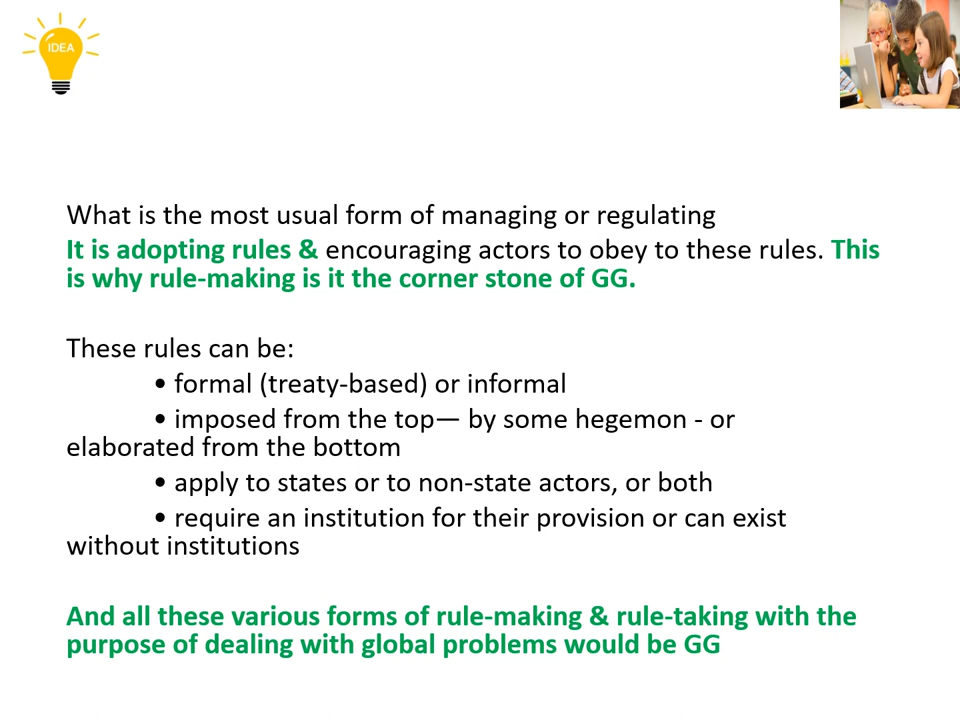 IDEA
What is the most usual form of managing or regulating
It is adopting rules & encouraging actors to obey to these rules. This
is why rule-making is it the corner stone of GG.
These rules can be:
• formal (treaty-based) or informal
• imposed from the top— by some hegemon - or
elaborated from the bottom
• apply to states or to non-state actors, or both
• require an institution for their provision or can exist
without institutions
And all these various forms of rule-making & rule-taking with the
purpose of dealing with global problems would be GG